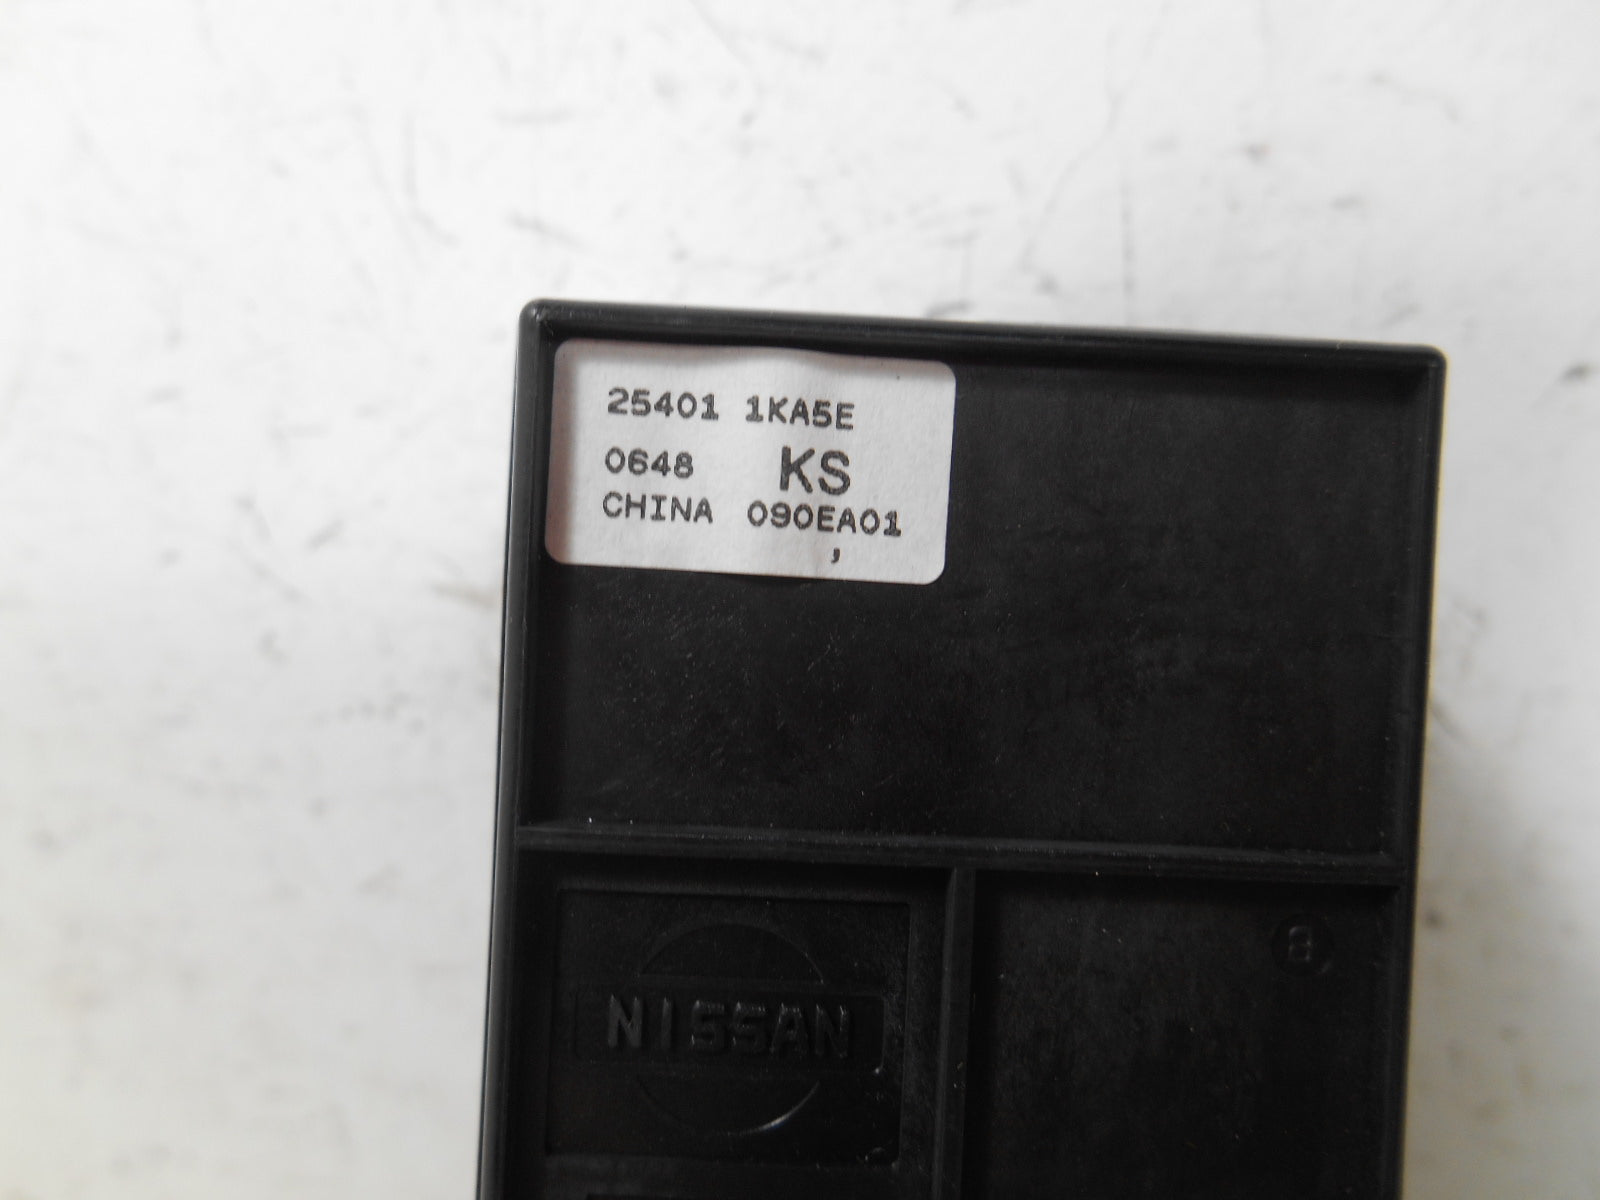 25401 1KA5E
0648 KS
CHINA 090EA01
,
NISSAN